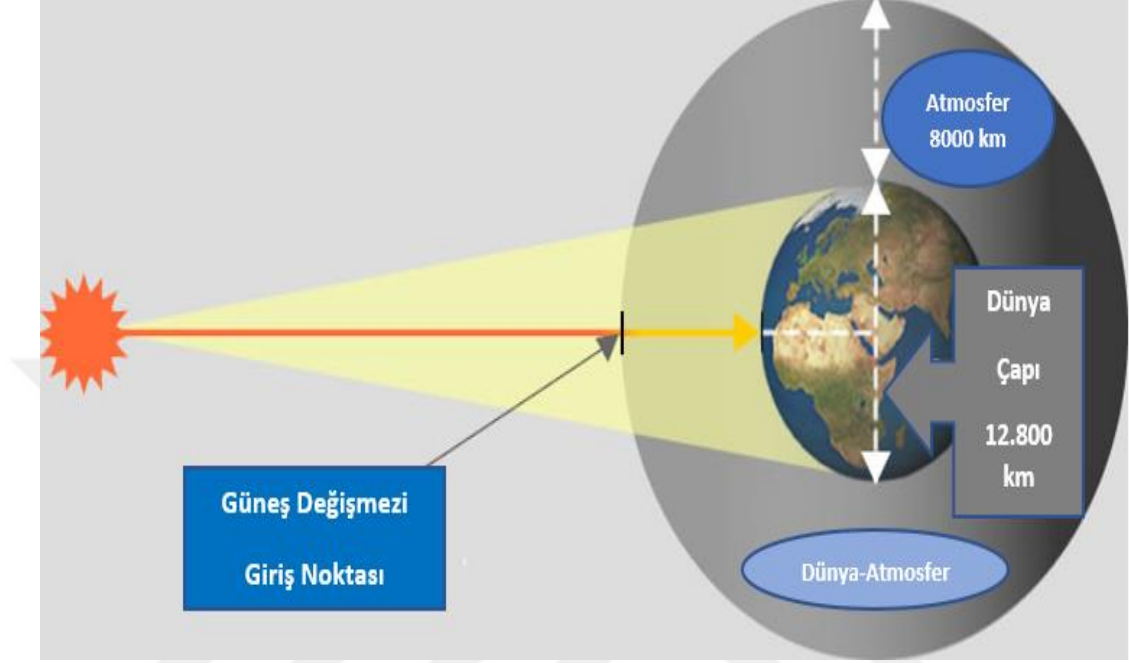 Atmosfer
8000 km
Dünya
Çapı
12.800
km
Güneş Değişmezi
Giriş Noktası
Dünya-Atmosfer